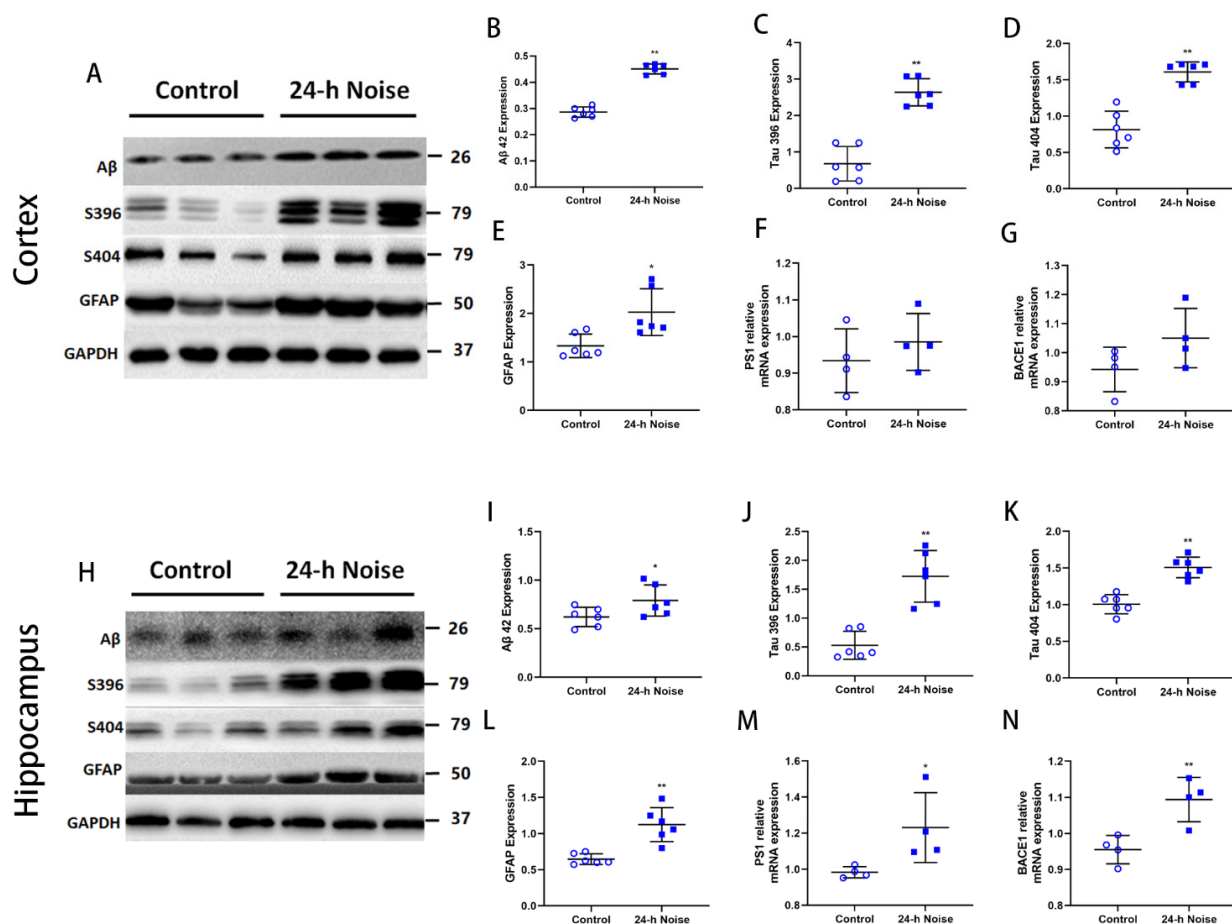 Cortex
A
Control 24-h Noise
Aβ 26
S396 79
S404 79
GFAP 50
GAPDH 37
B
**
Aβ 42 Expression
0.5
0.4
0.3
0.2
0.1
0.0
Control 24-h Noise
C
**
Tau 396 Expression
4
3
2
1
0
Control 24-h Noise
D
**
Tau 404 Expression
2.0
1.5
1.0
0.5
0.0
Control 24-h Noise
E
*
GFAP Expression
3
2
1
0
Control 24-h Noise
F
PS1 relative
mRNA expression
1.2
1.1
1.0
0.9
0.8
Control 24-h Noise
G
BACE1 relative
mRNA expression
1.3
1.2
1.1
1.0
0.9
0.8
Control 24-h Noise
Hippocampus
H
Control 24-h Noise
Aβ 26
S396 79
S404 79
GFAP 50
GAPDH 37
I
*
Aβ 42 Expression
1.5
1.0
0.5
0.0
Control 24-h Noise
J
**
Tau 396 Expression
2.5
2.0
1.5
1.0
0.5
0.0
Control 24-h Noise
K
**
Tau 404 Expression
2.0
1.5
1.0
0.5
0.0
Control 24-h Noise
L
**
GFAP Expression
2.0
1.5
1.0
0.5
0.0
Control 24-h Noise
M
*
PS1 relative
mRNA expression
1.6
1.4
1.2
1.0
0.8
Control 24-h Noise
N
**
BACE1 relative
mRNA expression
1.2
1.1
1.0
0.9
0.8
Control 24-h Noise